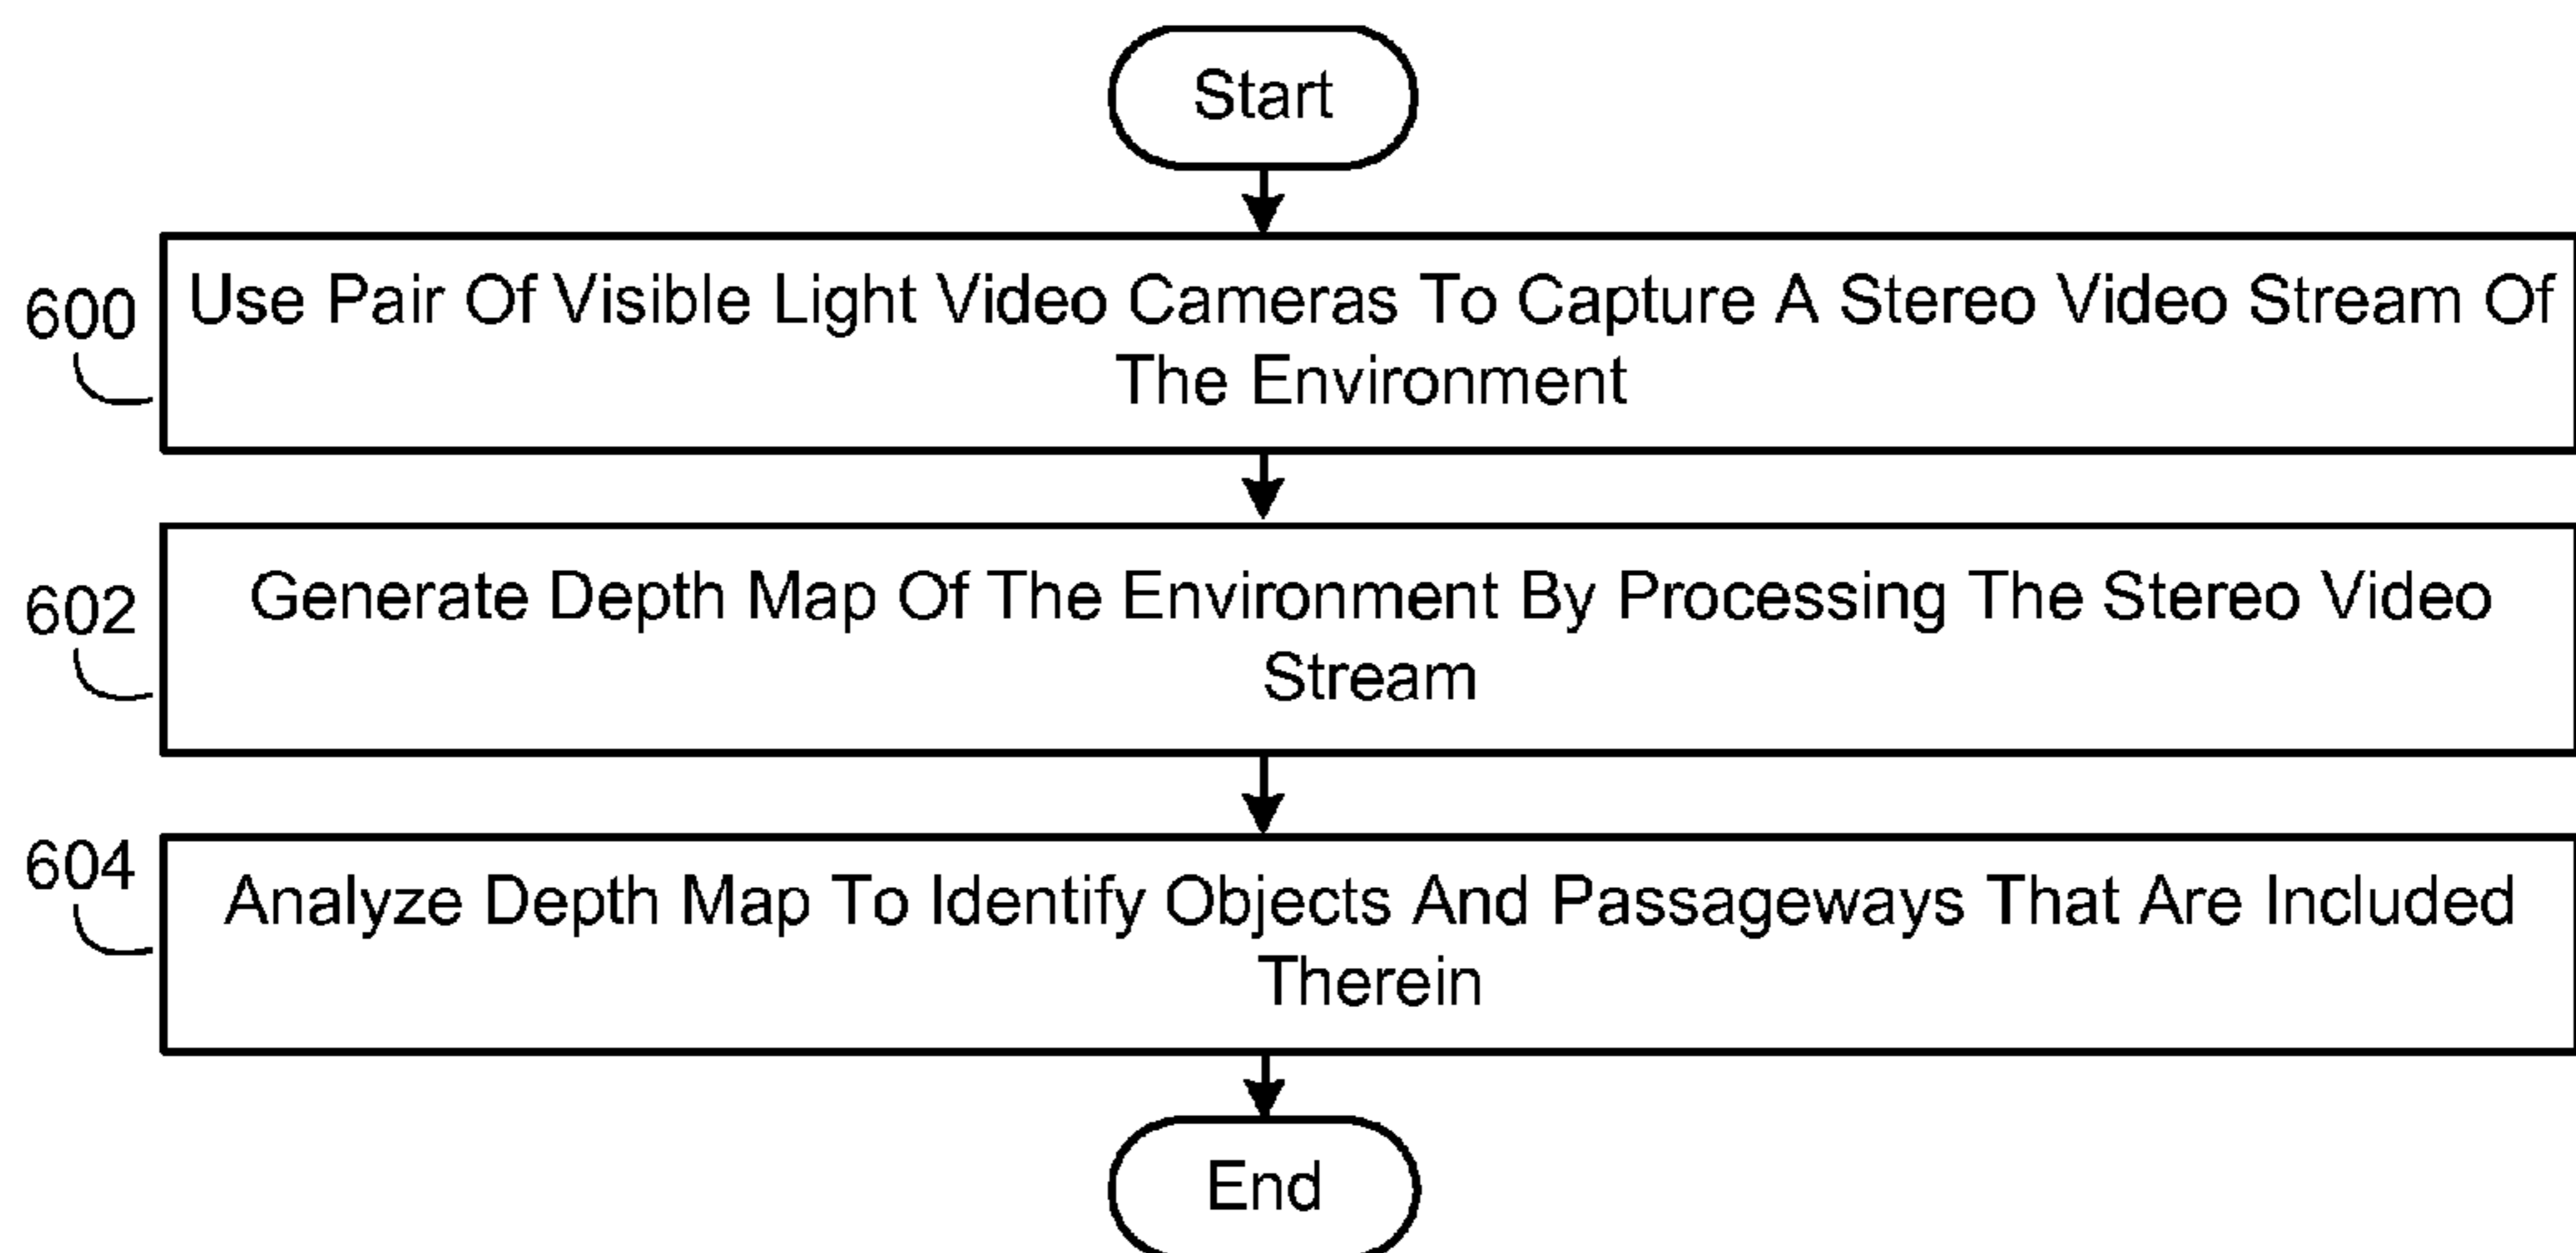 Start
600
Use Pair Of Visible Light Video Cameras To Capture A Stereo Video Stream Of
The Environment
602
Generate Depth Map Of The Environment By Processing The Stereo Video
Stream
604
Analyze Depth Map To Identify Objects And Passageways That Are Included
Therein
End